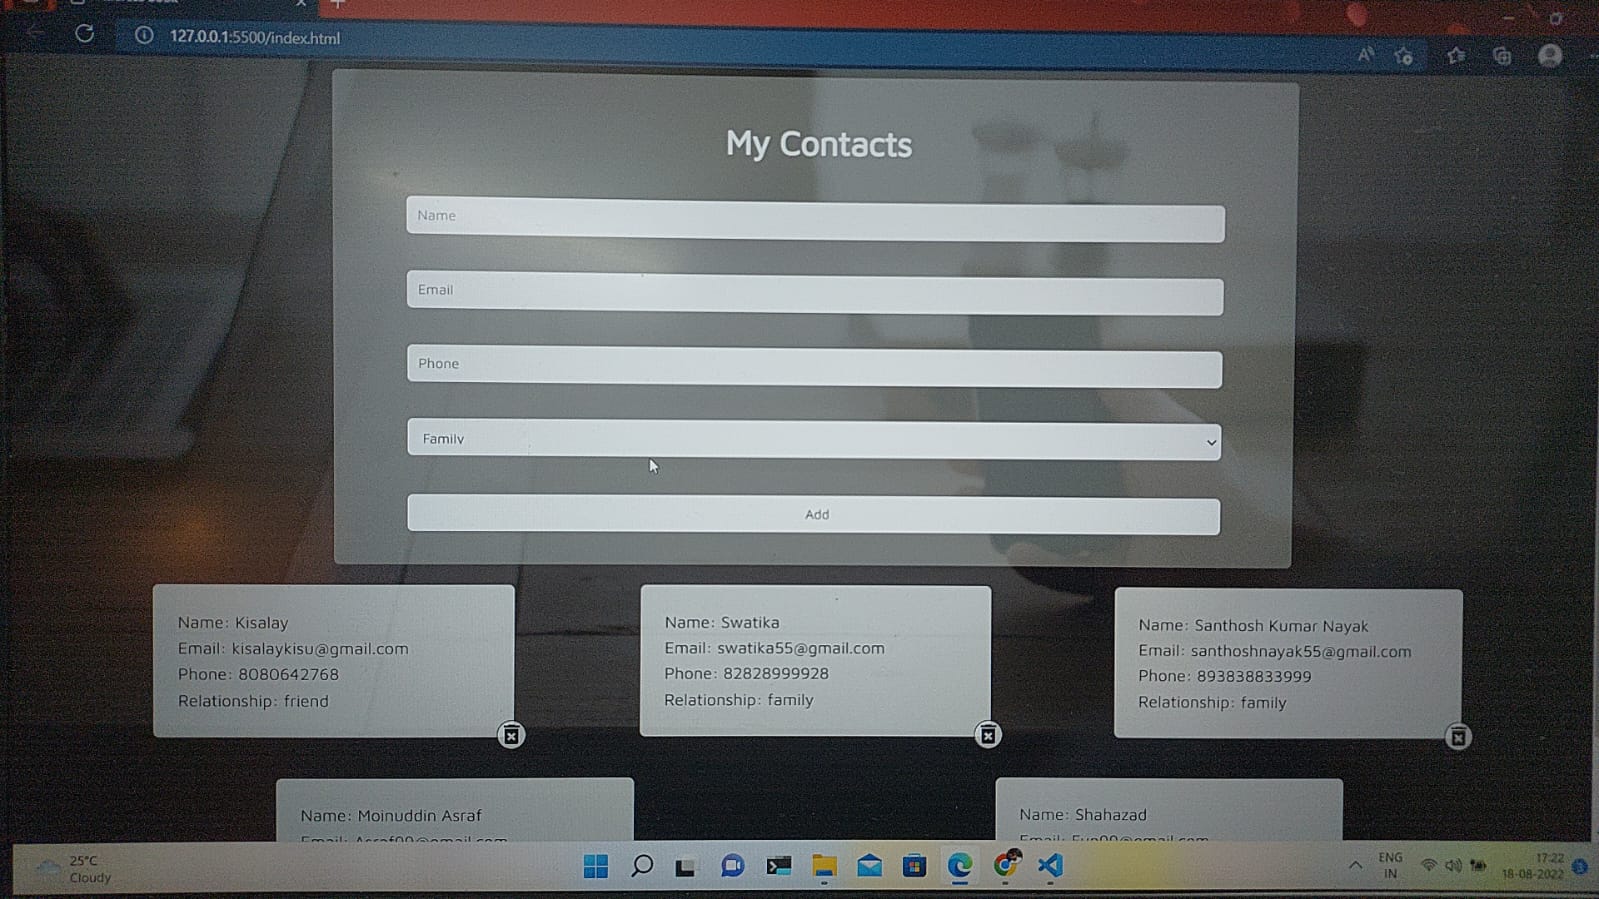 127.0.0.1:5500/index.html
My Contacts
Name
Email
Phone
Family
Add
Name: Kisalay
Email: kisalaykisu@gmail.com
Phone: 8080642768
Relationship: friend
Name: Swatika
Email: swatika55@gmail.com
Phone: 82828999928
Relationship: family
Name: Santhosh Kumar Nayak
Email: santhoshnayak55@gmail.com
Phone: 893838833999
Relationship: family
Name: Moinuddin Asraf
Email:
Name: Shahazad
Email:
25°C
Cloudy
ENG
IN
17:22
18-08-2022